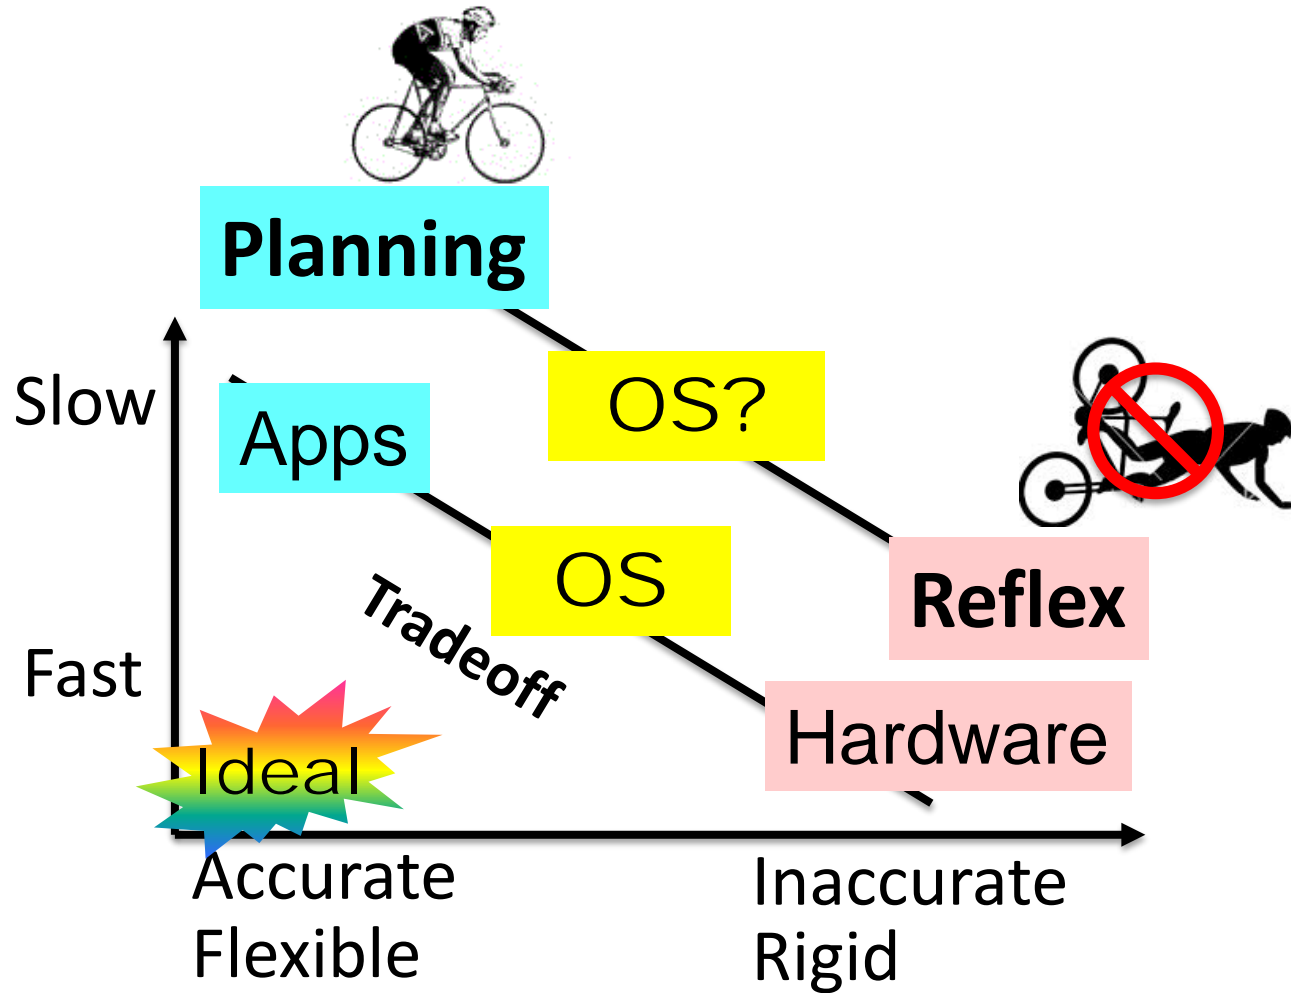 Planning
Slow
OS?
Apps
OS
Reflex
Tradeoff
Fast
Hardware
Ideal
Accurate
Flexible
Inaccurate
Rigid